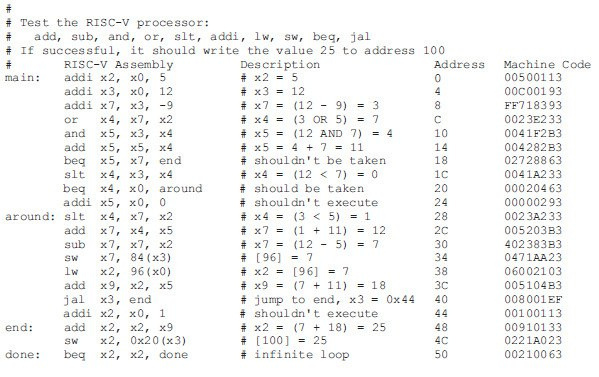 #
# Test the RISC-V processor:
#   add, sub, and, or, slt, addi, lw, sw, beq, jal
# If successful, it should write the value 25 to address 100
#       RISC-V Assembly         Description               Address   Machine Code
main:   addi x2, x0, 5          # x2 = 5                  0         00500113
        addi x3, x0, 12         # x3 = 12                 4         00C00193
        addi x7, x3, -9         # x7 = (12 - 9) = 3       8         FF718393
        or   x4, x7, x2         # x4 = (3 OR 5) = 7       C         0023E233
        and  x5, x3, x4         # x5 = (12 AND 7) = 4     10        0041F2B3
        add  x5, x5, x4         # x5 = 4 + 7 = 11         14        004282B3
        beq  x5, x7, end        # shouldn't be taken      18        02728863
        slt  x4, x3, x4         # x4 = (12 < 7) = 0       1C        0041A233
        beq  x4, x0, around     # should be taken         20        00020463
        addi x5, x0, 0          # shouldn't execute       24        00000293
around: slt  x4, x7, x2         # x4 = (3 < 5) = 1        28        0023A233
        add  x7, x4, x5         # x7 = (1 + 11) = 12      2C        005203B3
        sub  x7, x7, x2         # x7 = (12 - 5) = 7       30        402383B3
        sw   x7, 84(x3)         # [96] = 7                34        0471AA23
        lw   x2, 96(x0)         # x2 = [96] = 7           38        06002103
        add  x9, x2, x5         # x9 = (7 + 11) = 18      3C        005104B3
        jal  x3, end            # jump to end, x3 = 0x44  40        008001EF
        addi x2, x0, 1          # shouldn't execute       44        00100113
end:    add  x2, x2, x9         # x2 = (7 + 18) = 25      48        00910133
        sw   x2, 0x20(x3)       # [100] = 25              4C        0221A023
done:   beq  x2, x2, done       # infinite loop           50        00210063